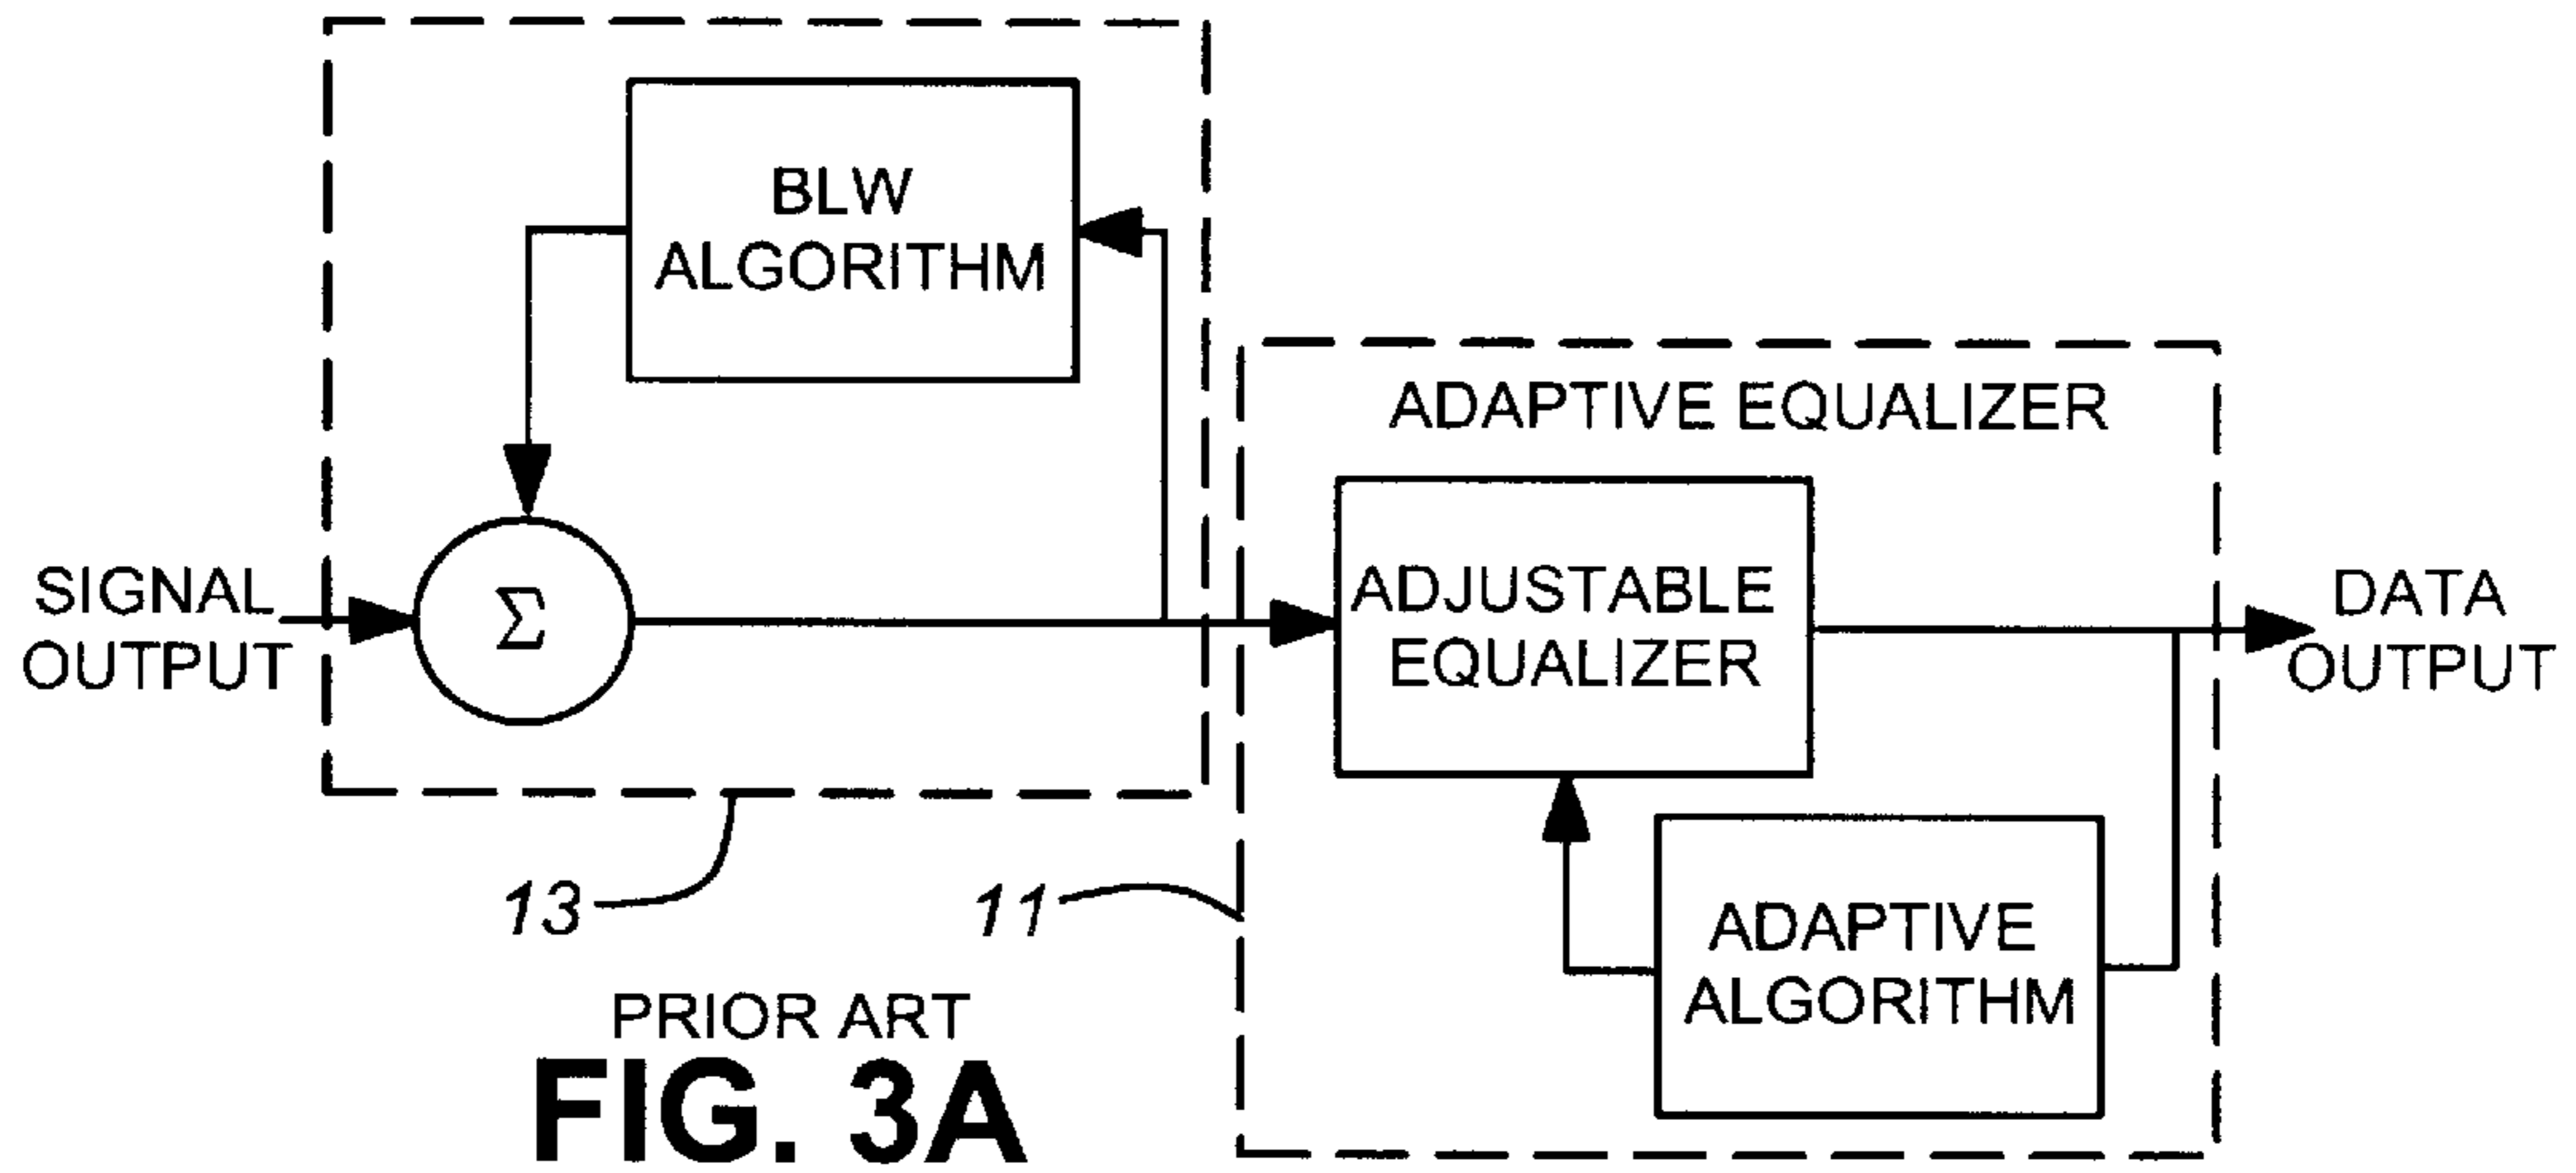 BLW
ALGORITHM
ADAPTIVE EQUALIZER
SIGNAL
OUTPUT
Σ
ADJUSTABLE
EQUALIZER
DATA
OUTPUT
13
11
ADAPTIVE
ALGORITHM
PRIOR ART
FIG. 3A